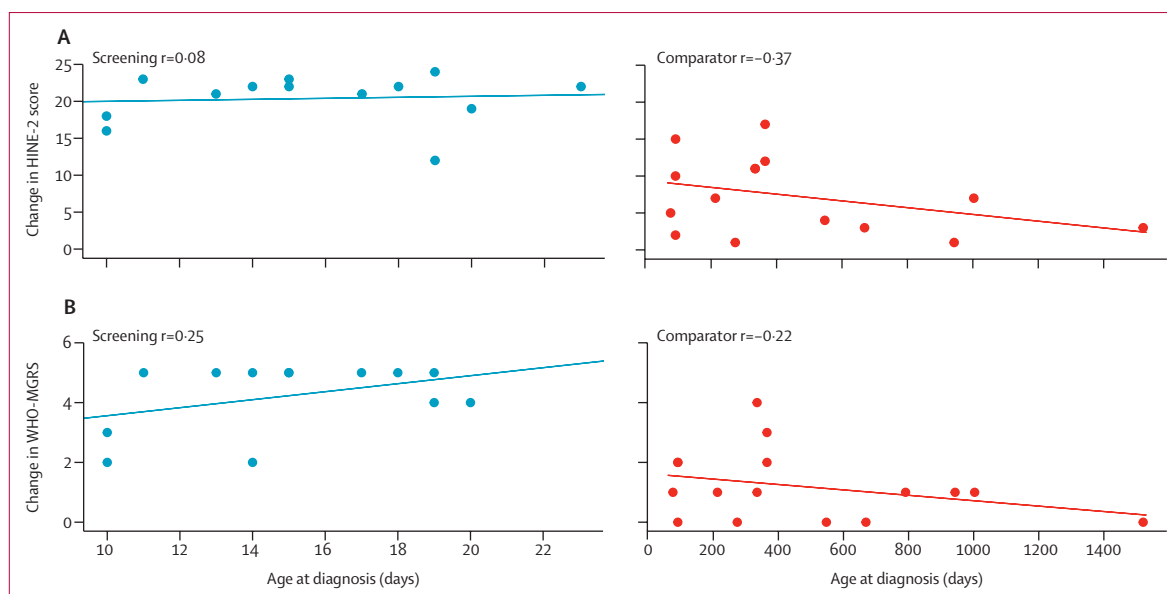 A
Screening r=0·08
Comparator r=−0·37
Change in HINE-2 score
25
20
15
10
5
0
B
Screening r=0·25
Comparator r=−0·22
Change in WHO-MGRS
6
4
2
0
10 12 14 16 18 20 22
0 200 400 600 800 1000 1200 1400
Age at diagnosis (days)
Age at diagnosis (days)